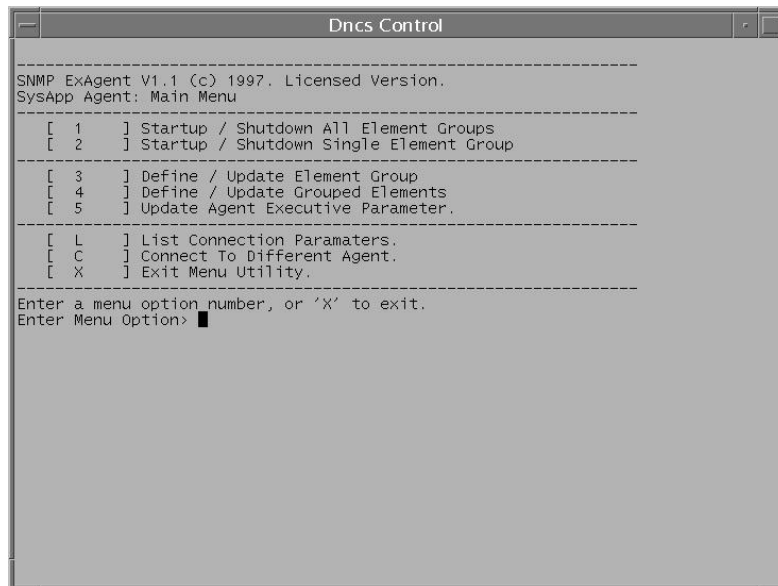 Dncs Control
------------------------------------------------------------------------------
SNMP ExAgent V1.1 (c) 1997. Licensed Version.
SysApp Agent: Main Menu
------------------------------------------------------------------------------
[ 1 ] Startup / Shutdown All Element Groups
[ 2 ] Startup / Shutdown Single Element Group
------------------------------------------------------------------------------
[ 3 ] Define / Update Element Group
[ 4 ] Define / Update Grouped Elements
[ 5 ] Update Agent Executive Parameter.
------------------------------------------------------------------------------
[ L ] List Connection Paramaters.
[ C ] Connect To Different Agent.
[ X ] Exit Menu Utility.
------------------------------------------------------------------------------
Enter a menu option number, or 'X' to exit.
Enter Menu Option>